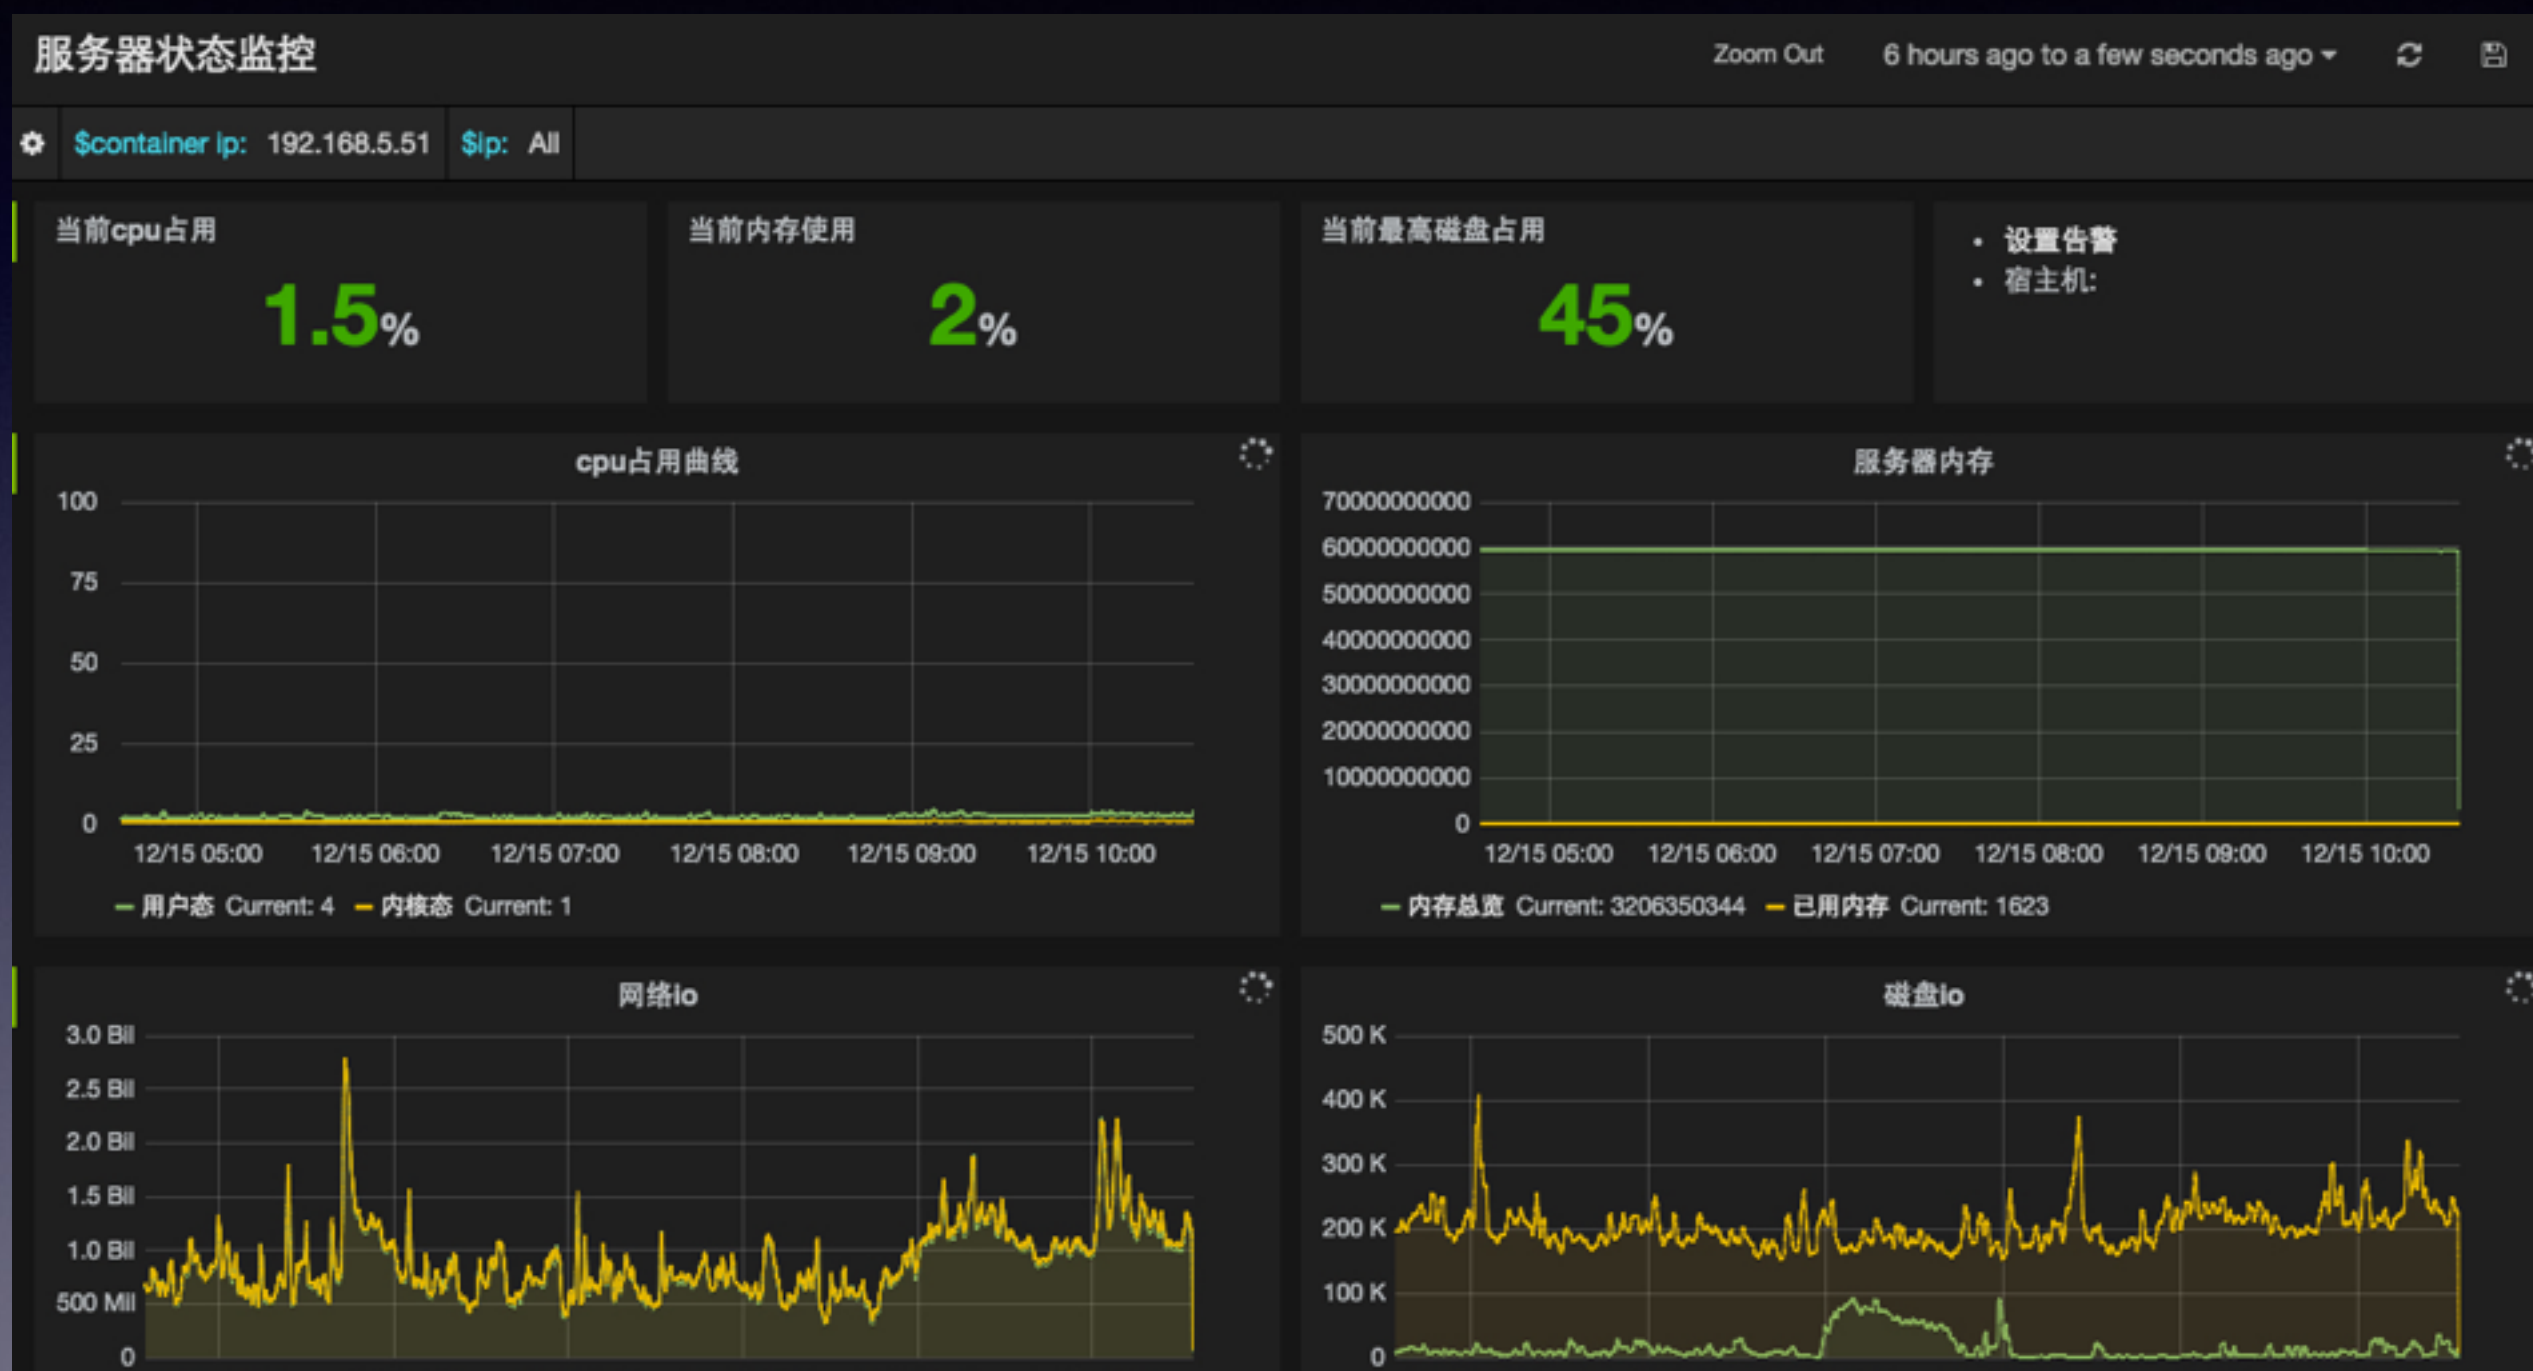 服务器状态监控
Zoom Out 6 hours ago to a few seconds ago
$container ip: 192.168.5.51 $ip: All
当前cpu占用
1.5%
当前内存使用
2%
当前最高磁盘占用
45%
• 设置告警
• 宿主机:
cpu占用曲线
100
75
50
25
0
12/15 05:00 12/15 06:00 12/15 07:00 12/15 08:00 12/15 09:00 12/15 10:00
用户态 Current: 4 内核态 Current: 1
服务器内存
70000000000
60000000000
50000000000
40000000000
30000000000
20000000000
10000000000
0
12/15 05:00 12/15 06:00 12/15 07:00 12/15 08:00 12/15 09:00 12/15 10:00
内存总览 Current: 3206350344 已用内存 Current: 1623
网络io
3.0 Bil
2.5 Bil
2.0 Bil
1.5 Bil
1.0 Bil
500 Mil
0
磁盘io
500 K
400 K
300 K
200 K
100 K
0